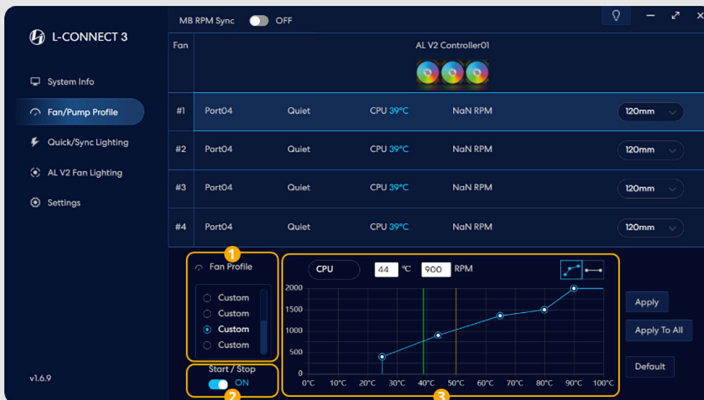 L-CONNECT 3
MB RPM Sync OFF
System Info
Fan/Pump Profile
Quick/Sync Lighting
AL V2 Fan Lighting
Settings
v1.6.9
Fan AL V2 Controller01
#1 Port04 Quiet CPU 39°C NaN RPM 120mm
#2 Port04 Quiet CPU 39°C NaN RPM 120mm
#3 Port04 Quiet CPU 39°C NaN RPM 120mm
#4 Port04 Quiet CPU 39°C NaN RPM 120mm
1
Fan Profile
Custom
Custom
Custom
Custom
Start / Stop
ON
2
CPU 44 °C 900 RPM
2000
1500
1000
500
0
0°C 10°C 20°C 30°C 40°C 50°C 60°C 70°C 80°C 90°C 100°C
3
Apply
Apply To All
Default